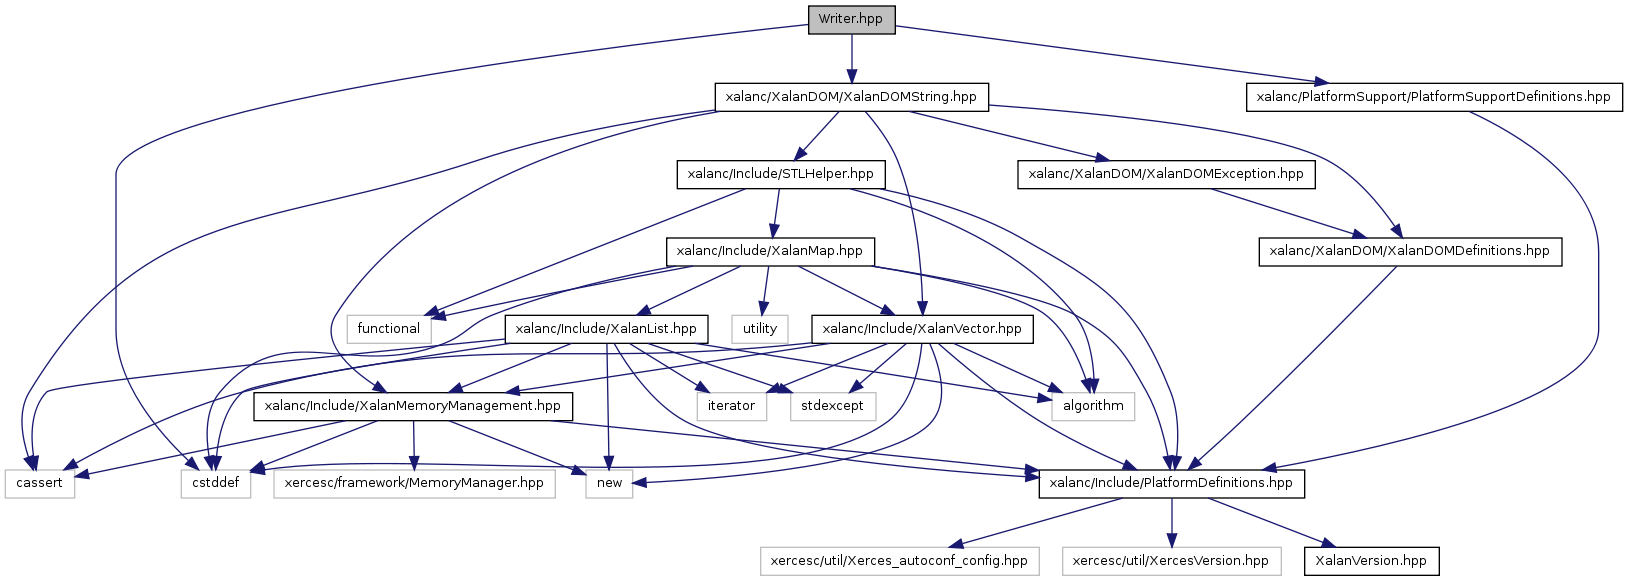 Writer.hpp
xalanc/XalanDOM/XalanDOMString.hpp
xalanc/PlatformSupport/PlatformSupportDefinitions.hpp
xalanc/Include/STLHelper.hpp
xalanc/XalanDOM/XalanDOMException.hpp
xalanc/Include/XalanMap.hpp
xalanc/XalanDOM/XalanDOMDefinitions.hpp
functional
xalanc/Include/XalanList.hpp
utility
xalanc/Include/XalanVector.hpp
xalanc/Include/XalanMemoryManagement.hpp
iterator
stdexcept
algorithm
cassert
cstddef
xercesc/framework/MemoryManager.hpp
new
xalanc/Include/PlatformDefinitions.hpp
xercesc/util/Xerces_autoconf_config.hpp
xercesc/util/XercesVersion.hpp
XalanVersion.hpp